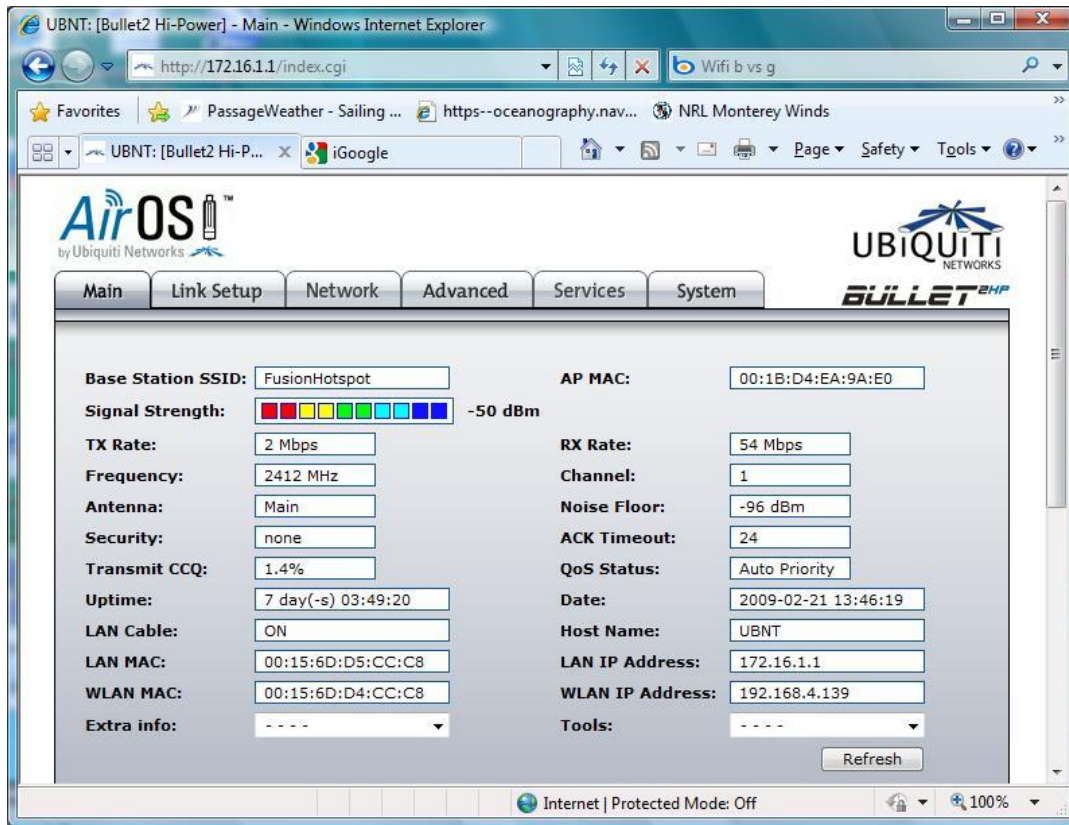 UBNT: [Bullet2 Hi-Power] - Main - Windows Internet Explorer
http://172.16.1.1/index.cgi Wifi b vs g
Favorites PassageWeather - Sailing ... https--oceanography.nav... NRL Monterey Winds
UBNT: [Bullet2 Hi-P... iGoogle Page Safety Tools
AirOS™
by Ubiquiti Networks
UBiQUiTi
NETWORKS
BULLET 2HP
Main Link Setup Network Advanced Services System
Base Station SSID: FusionHotspot AP MAC: 00:1B:D4:EA:9A:E0
Signal Strength: -50 dBm
TX Rate: 2 Mbps RX Rate: 54 Mbps
Frequency: 2412 MHz Channel: 1
Antenna: Main Noise Floor: -96 dBm
Security: none ACK Timeout: 24
Transmit CCQ: 1.4% QoS Status: Auto Priority
Uptime: 7 day(-s) 03:49:20 Date: 2009-02-21 13:46:19
LAN Cable: ON Host Name: UBNT
LAN MAC: 00:15:6D:D5:CC:C8 LAN IP Address: 172.16.1.1
WLAN MAC: 00:15:6D:D4:CC:C8 WLAN IP Address: 192.168.4.139
Extra info: - - - - Tools: - - - -
Refresh
Internet | Protected Mode: Off 100%